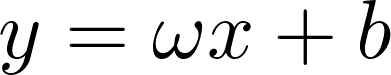 y = ωx + b